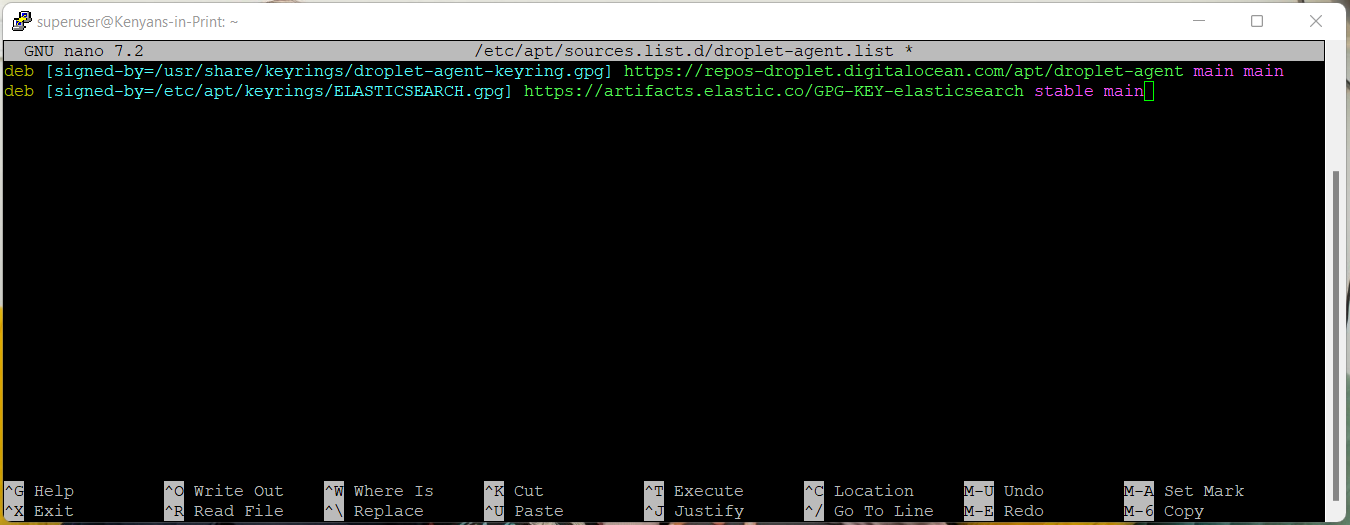 superuser@Kenyans-in-Print: ~
GNU nano 7.2 /etc/apt/sources.list.d/droplet-agent.list *
deb [signed-by=/usr/share/keyrings/droplet-agent-keyring.gpg] https://repos-droplet.digitalocean.com/apt/droplet-agent main main
deb [signed-by=/etc/apt/keyrings/ELASTICSEARCH.gpg] https://artifacts.elastic.co/GPG-KEY-elasticsearch stable main
^G Help ^O Write Out ^W Where Is ^K Cut ^T Execute ^C Location M-U Undo M-A Set Mark
^X Exit ^R Read File ^\ Replace ^U Paste ^J Justify ^/ Go To Line M-E Redo M-6 Copy